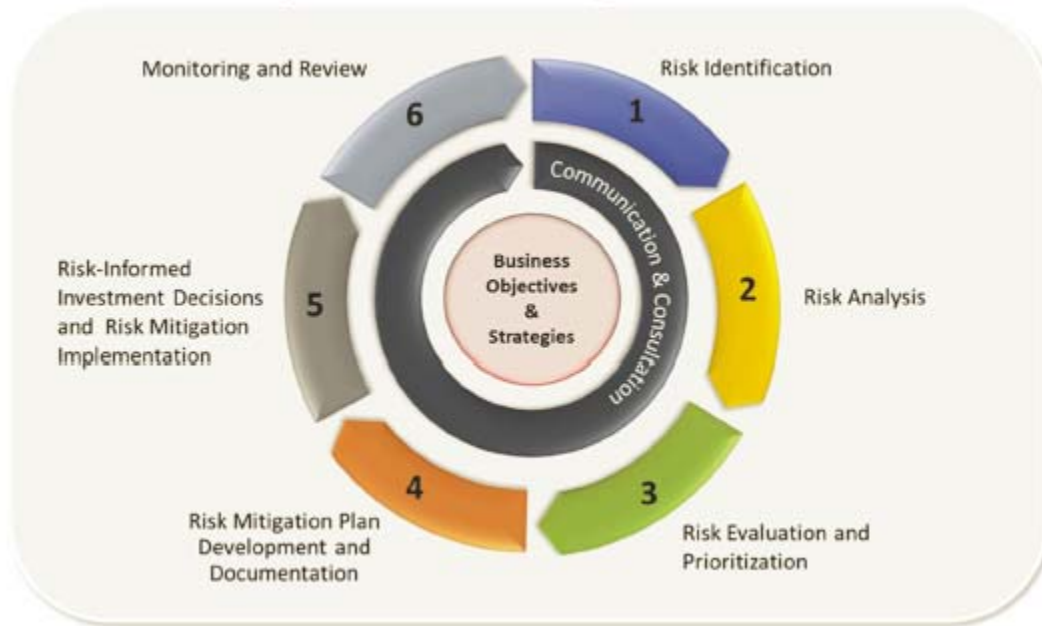 1
Risk Identification
2
Risk Analysis
3
Risk Evaluation and
Prioritization
4
Risk Mitigation Plan
Development and
Documentation
5
Risk-Informed
Investment Decisions
and Risk Mitigation
Implementation
6
Monitoring and Review
Communication & Consultation
Business
Objectives
&
Strategies